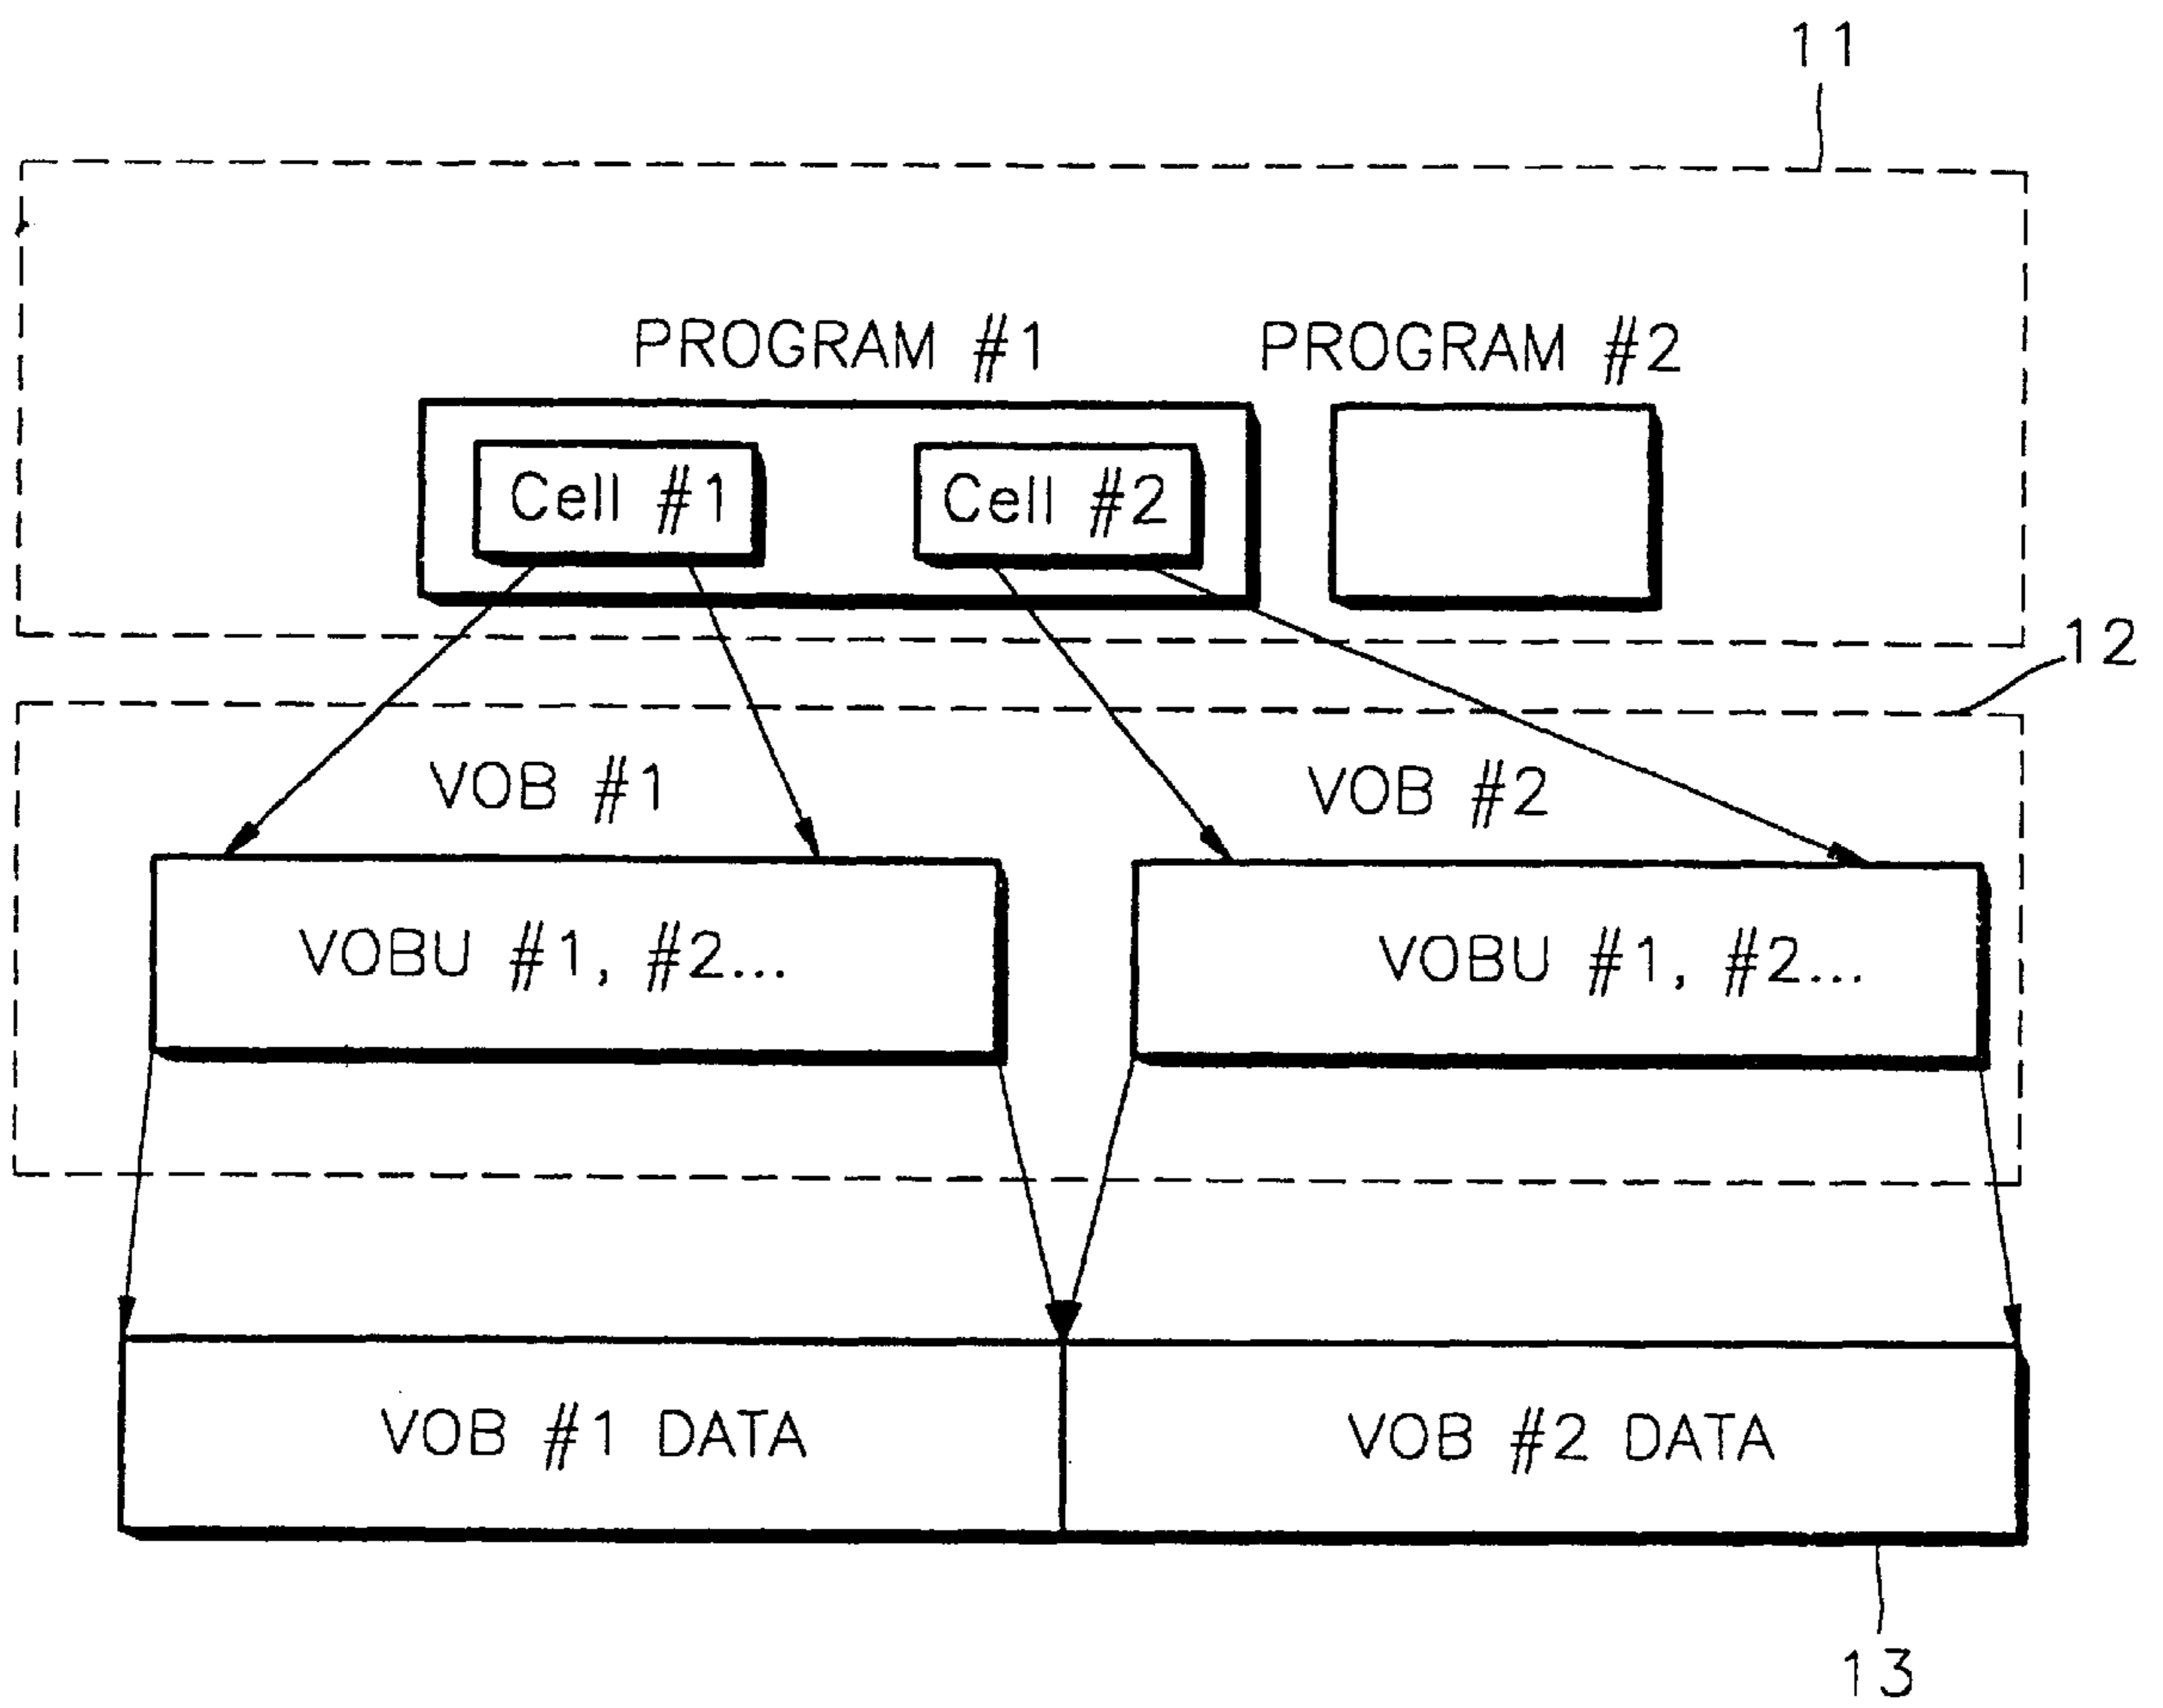 11
PROGRAM #1 PROGRAM #2
Cell #1 Cell #2
12
VOB #1 VOB #2
VOBU #1, #2... VOBU #1, #2...
VOB #1 DATA VOB #2 DATA
13